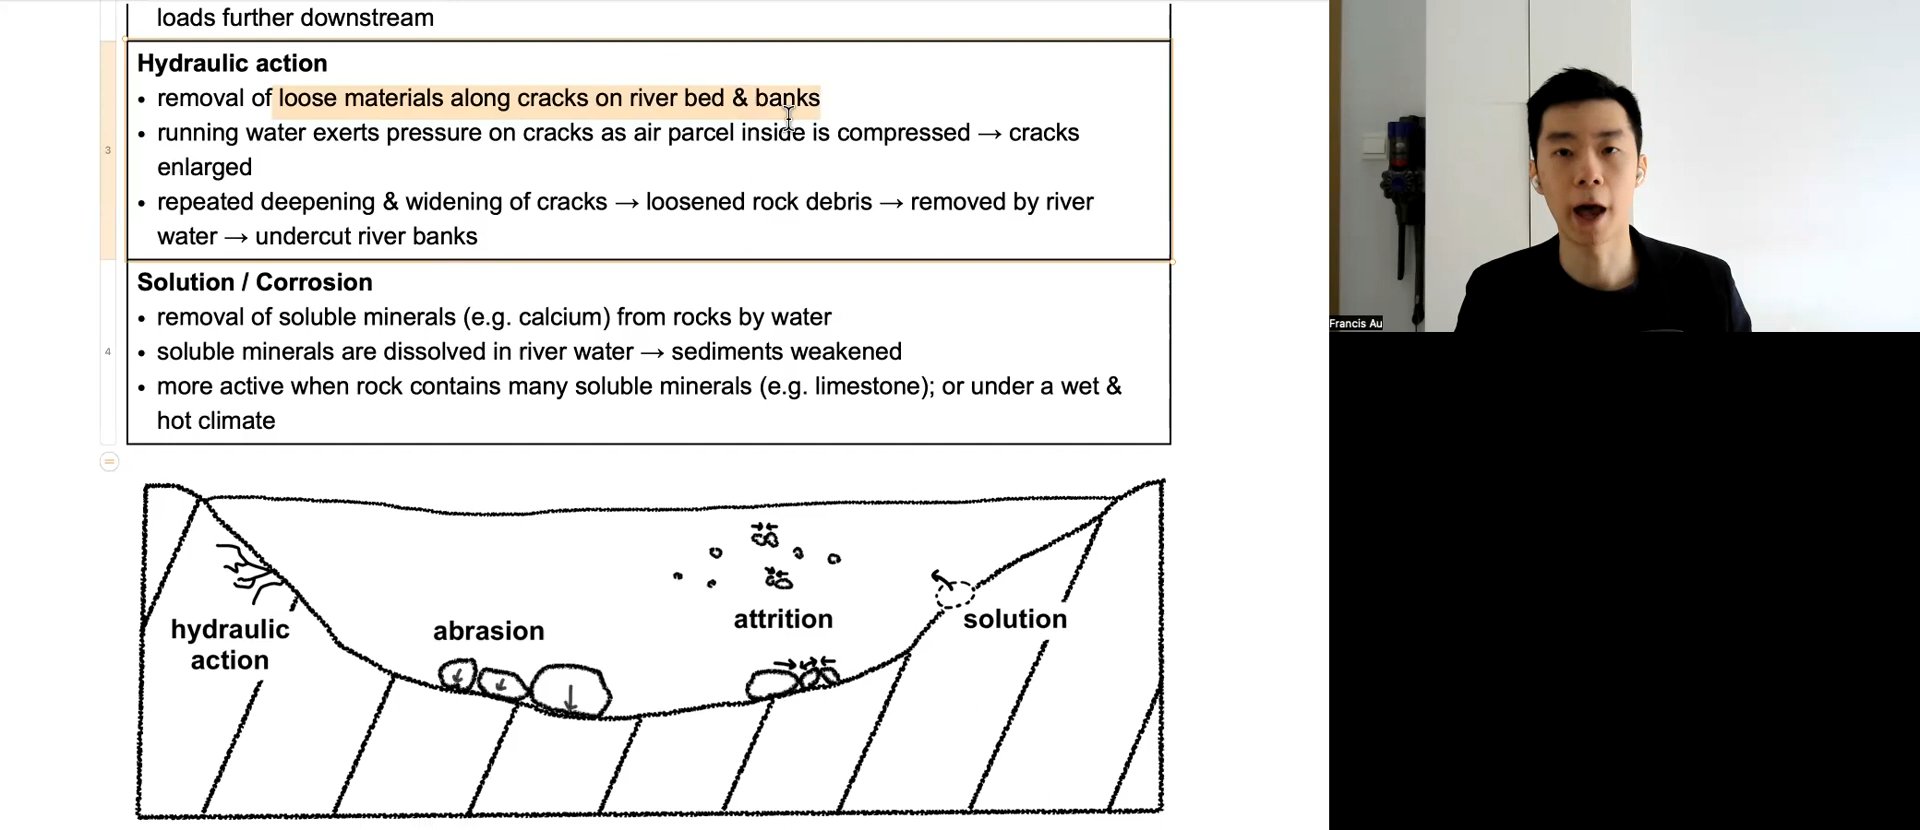 loads further downstream
Hydraulic action
• removal of loose materials along cracks on river bed & banks
• running water exerts pressure on cracks as air parcel inside is compressed → cracks
enlarged
• repeated deepening & widening of cracks → loosened rock debris → removed by river
water → undercut river banks
3
Solution / Corrosion
• removal of soluble minerals (e.g. calcium) from rocks by water
• soluble minerals are dissolved in river water → sediments weakened
• more active when rock contains many soluble minerals (e.g. limestone); or under a wet &
hot climate
4
hydraulic
action
abrasion
attrition
solution
Francis Au